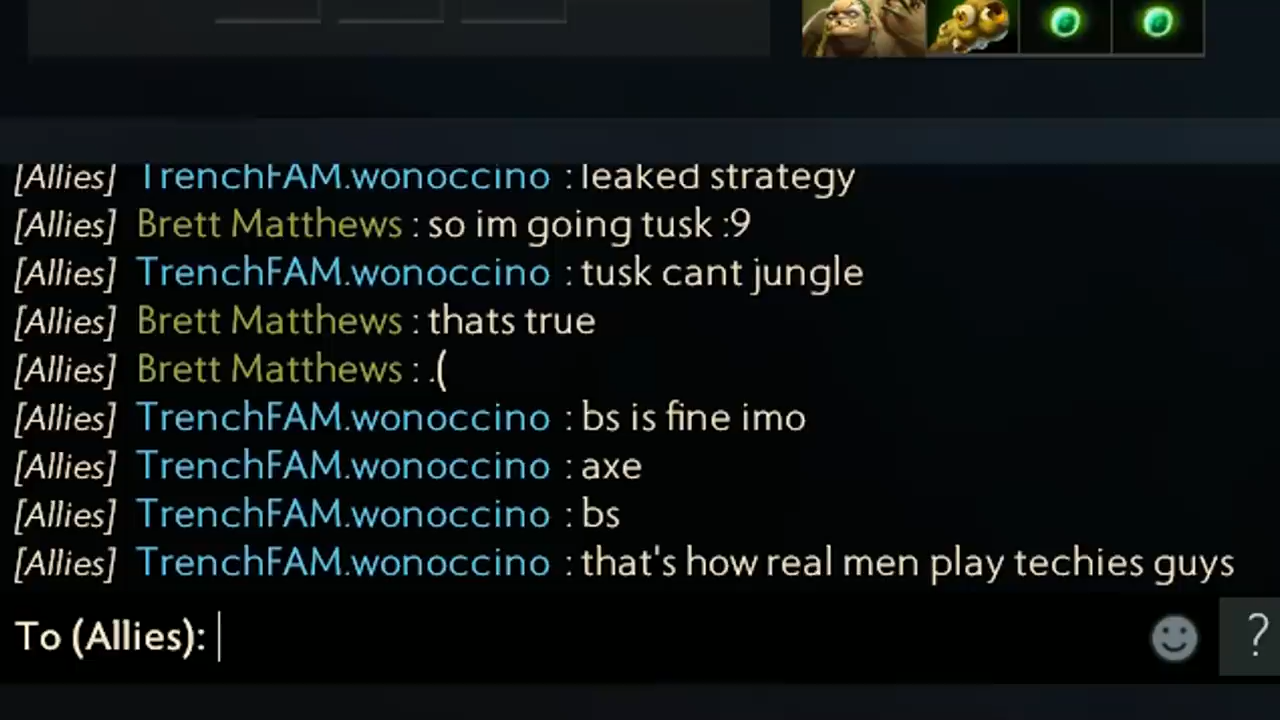 [Allies] TrenchFAM.wonoccino : leaked strategy
[Allies] Brett Matthews : so im going tusk :9
[Allies] TrenchFAM.wonoccino : tusk cant jungle
[Allies] Brett Matthews : thats true
[Allies] Brett Matthews : .(
[Allies] TrenchFAM.wonoccino : bs is fine imo
[Allies] TrenchFAM.wonoccino : axe
[Allies] TrenchFAM.wonoccino : bs
[Allies] TrenchFAM.wonoccino : that's how real men play techies guys
To (Allies): ?